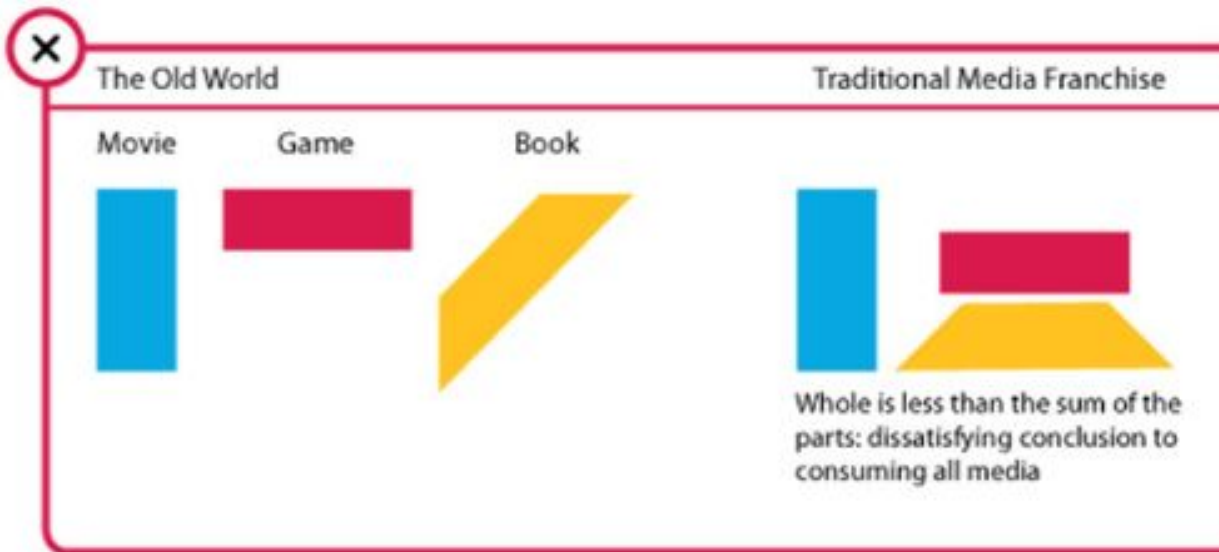 The Old World
Traditional Media Franchise
Movie
Game
Book
Whole is less than the sum of the
parts: dissatisfying conclusion to
consuming all media